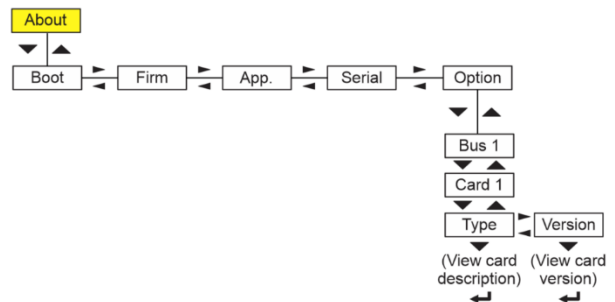 About
Boot Firm App. Serial Option
Bus 1
Card 1
Type Version
(View card (View card
description) version)